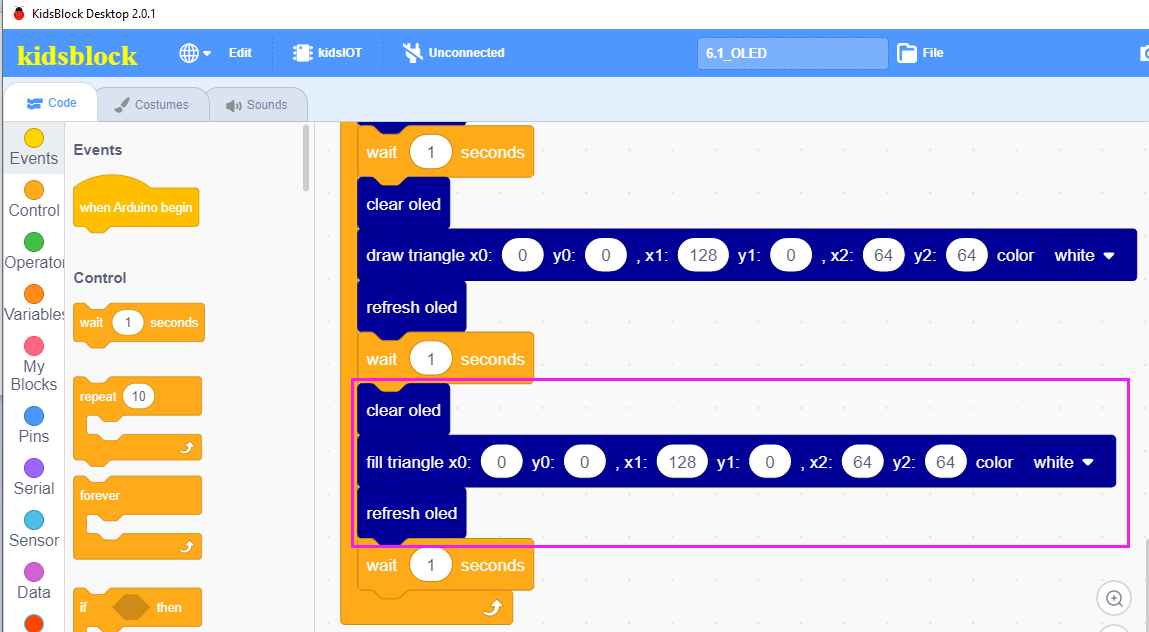 KidsBlock Desktop 2.0.1
kidsblock Edit kidsIOT Unconnected 6.1_OLED File
Code Costumes Sounds
Events
Control
Operator
Variables
My
Blocks
Pins
Serial
Sensor
Data
Events
when Arduino begin
Control
wait 1 seconds
repeat 10
forever
if then
wait 1 seconds
clear oled
draw triangle x0: 0 y0: 0 , x1: 128 y1: 0 , x2: 64 y2: 64 color white
refresh oled
wait 1 seconds
clear oled
fill triangle x0: 0 y0: 0 , x1: 128 y1: 0 , x2: 64 y2: 64 color white
refresh oled
wait 1 seconds